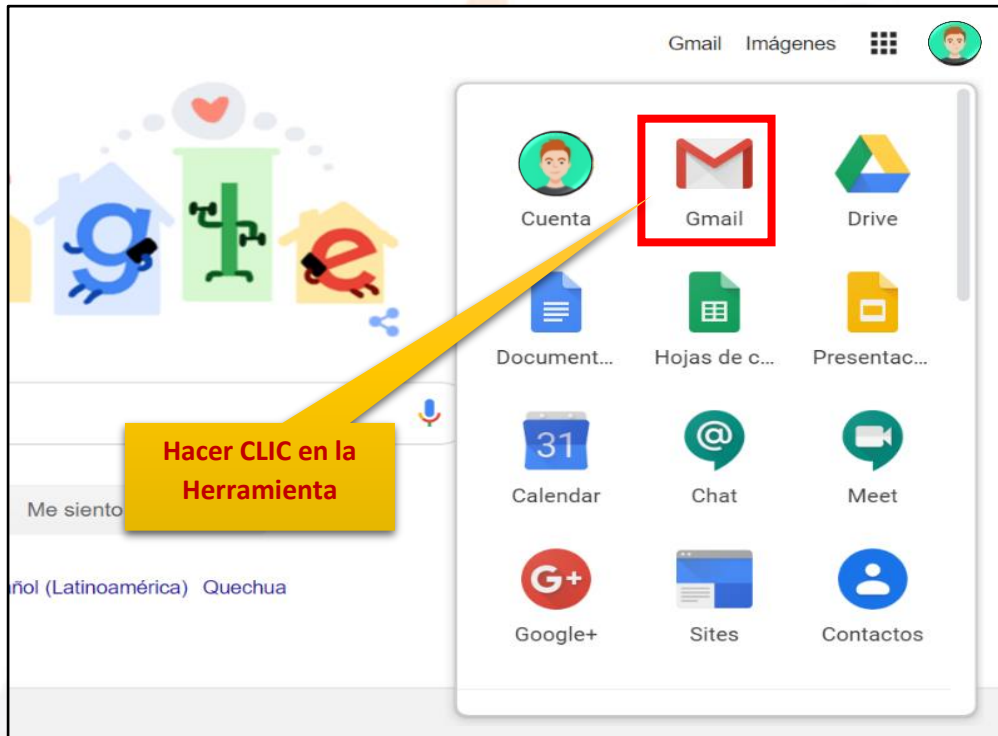 Gmail Imágenes
Cuenta Gmail Drive
Document... Hojas de c... Presentac...
Hacer CLIC en la
Herramienta
31
Calendar Chat Meet
Me siento
ñol (Latinoamérica) Quechua
G+
Google+ Sites Contactos